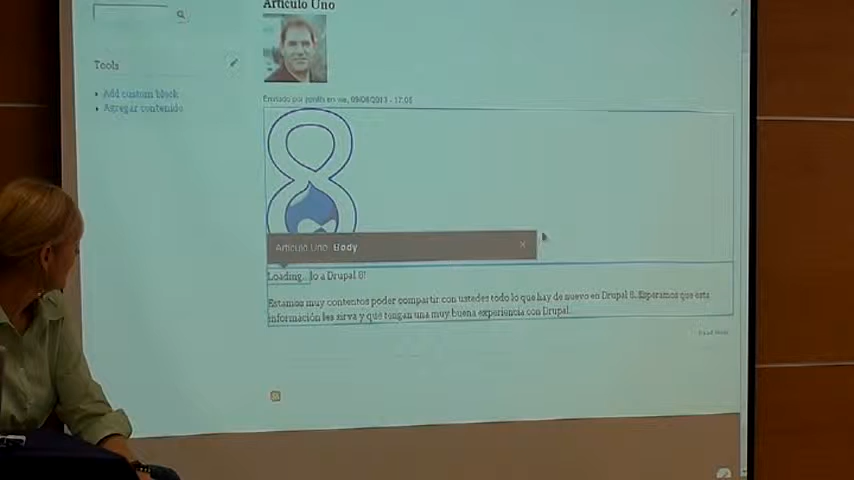 Artículo Uno
Tools
Add custom block
Agregar contenido
Enviado por jpnils en vie, 09/06/2013 - 17:05
Artículo Uno: Body
Loading... lo a Drupal 8!
Estamos muy contentos poder compartir con ustedes todo lo que hay de nuevo en Drupal 8. Esperamos que esta
información les sirva y que tengan una muy buena experiencia con Drupal.
Read more